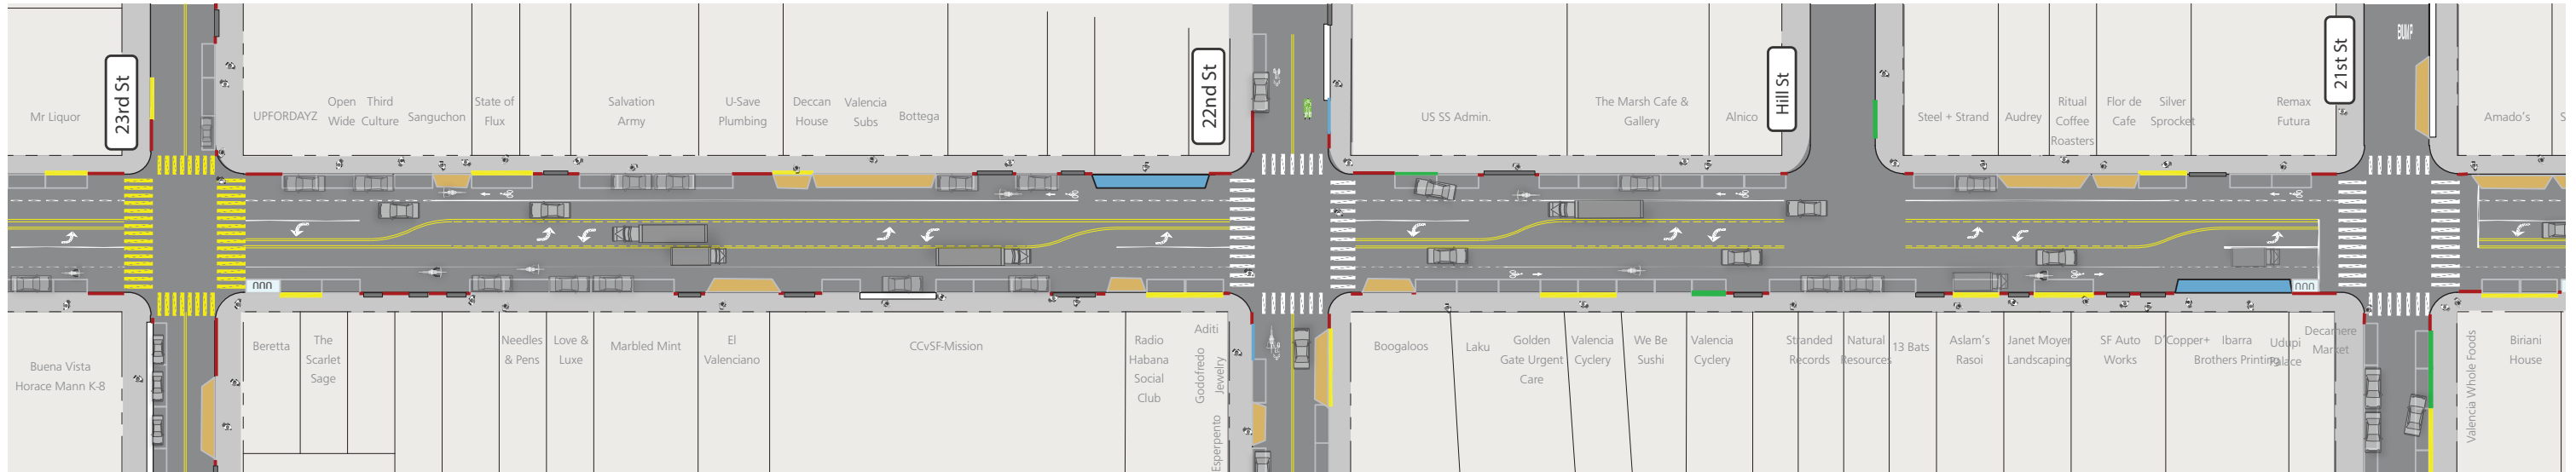 23rd St
22nd St
Hill St
21st St
BUMP
Mr Liquor
UPFORDAYZ
Open
Wide
Third
Culture
Sanguchon
State of
Flux
Salvation
Army
U-Save
Plumbing
Deccan
House
Valencia
Subs
Bottega
US SS Admin.
The Marsh Cafe &
Gallery
Alnico
Steel + Strand
Audrey
Ritual
Coffee
Roasters
Flor de
Cafe
Silver
Sprocket
Remax
Futura
Amado's
S
Buena Vista
Horace Mann K-8
Beretta
The
Scarlet
Sage
Needles
& Pens
Love &
Luxe
Marbled Mint
El
Valenciano
CCvSF-Mission
Radio
Habana
Social
Club
Aditi
Godofredo
Jewelry
Esperpento
Boogaloos
Laku
Golden
Gate Urgent
Care
Valencia
Cyclery
We Be
Sushi
Valencia
Cyclery
Stranded
Records
Natural
Resources
13 Bats
Aslam's
Rasoi
Janet Moyer
Landscaping
SF Auto
Works
D'Copper+
Ibarra
Brothers Printing
Udupi
Palace
Market
Valencia Whole Foods
Biriani
House